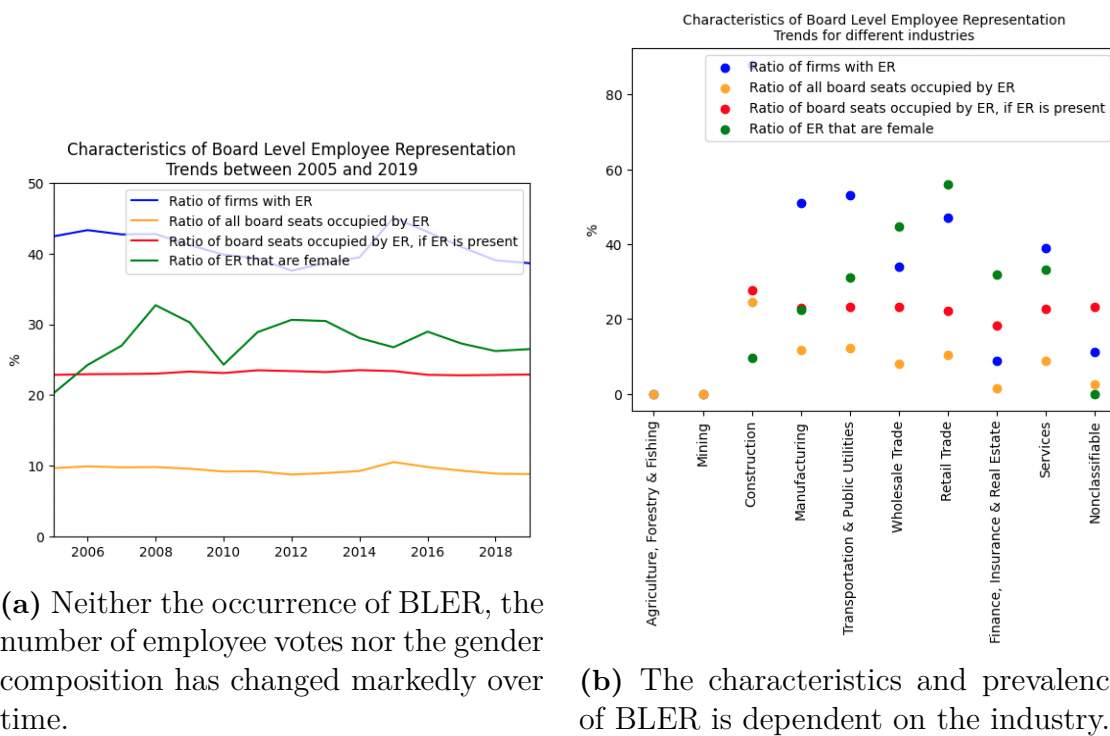 Characteristics of Board Level Employee Representation
Trends between 2005 and 2019
50
40
30
20
10
0
%
Ratio of firms with ER
Ratio of all board seats occupied by ER
Ratio of board seats occupied by ER, if ER is present
Ratio of ER that are female
2006 2008 2010 2012 2014 2016 2018
(a) Neither the occurrence of BLER, the
number of employee votes nor the gender
composition has changed markedly over
time.
Characteristics of Board Level Employee Representation
Trends for different industries
80
60
40
20
0
%
Ratio of firms with ER
Ratio of all board seats occupied by ER
Ratio of board seats occupied by ER, if ER is present
Ratio of ER that are female
Agriculture, Forestry & Fishing
Mining
Construction
Manufacturing
Transportation & Public Utilities
Wholesale Trade
Retail Trade
Finance, Insurance & Real Estate
Services
Nonclassifiable
(b) The characteristics and prevalenc
of BLER is dependent on the industry.